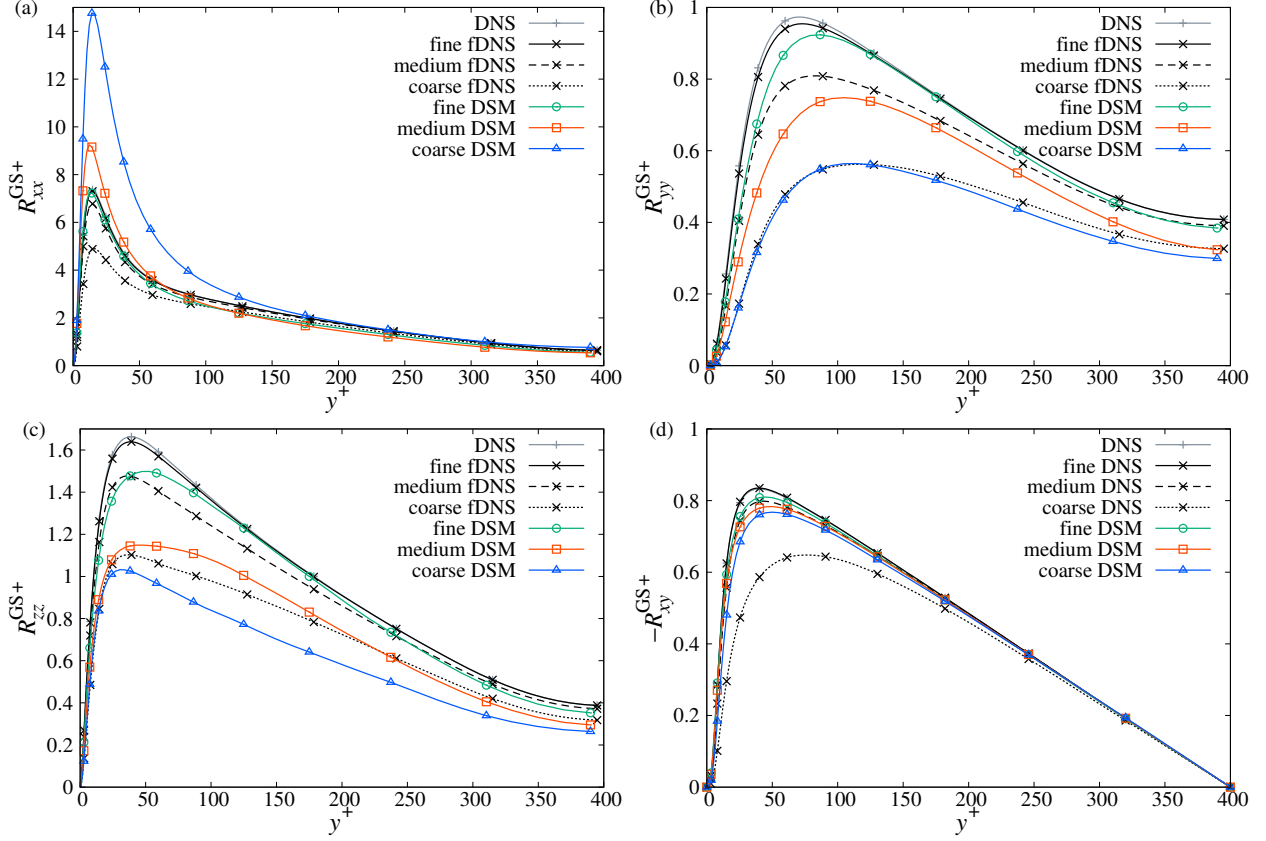 (a)
DNS
fine fDNS
medium fDNS
coarse fDNS
fine DSM
medium DSM
coarse DSM
14
12
10
8
6
4
2
0
R_{xx}^{GS+}
0 50 100 150 200 250 300 350 400
y^+
(b)
DNS
fine fDNS
medium fDNS
coarse fDNS
fine DSM
medium DSM
coarse DSM
1
0.8
0.6
0.4
0.2
0
R_{yy}^{GS+}
0 50 100 150 200 250 300 350 400
y^+
(c)
DNS
fine fDNS
medium fDNS
coarse fDNS
fine DSM
medium DSM
coarse DSM
1.6
1.4
1.2
1
0.8
0.6
0.4
0.2
0
R_{zz}^{GS+}
0 50 100 150 200 250 300 350 400
y^+
(d)
DNS
fine DNS
medium DNS
coarse DNS
fine DSM
medium DSM
coarse DSM
1
0.8
0.6
0.4
0.2
0
−R_{xy}^{GS+}
0 50 100 150 200 250 300 350 400
y^+